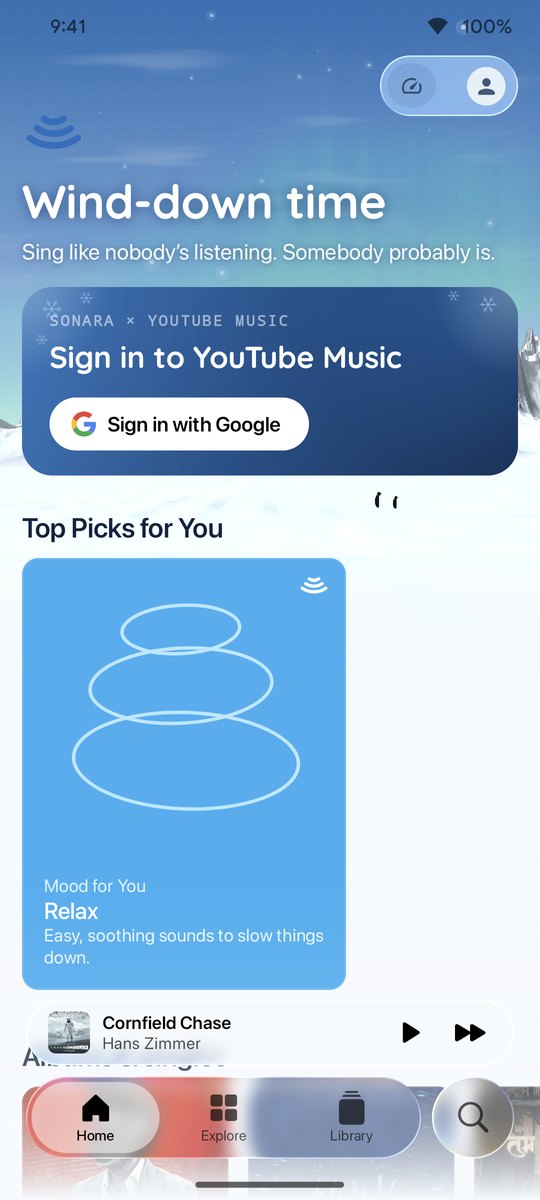 9:41
100%
Wind-down time
Sing like nobody's listening. Somebody probably is.
SONARA × YOUTUBE MUSIC
Sign in to YouTube Music
Sign in with Google
Top Picks for You
Mood for You
Relax
Easy, soothing sounds to slow things
down.
Cornfield Chase
Hans Zimmer
Home
Explore
Library